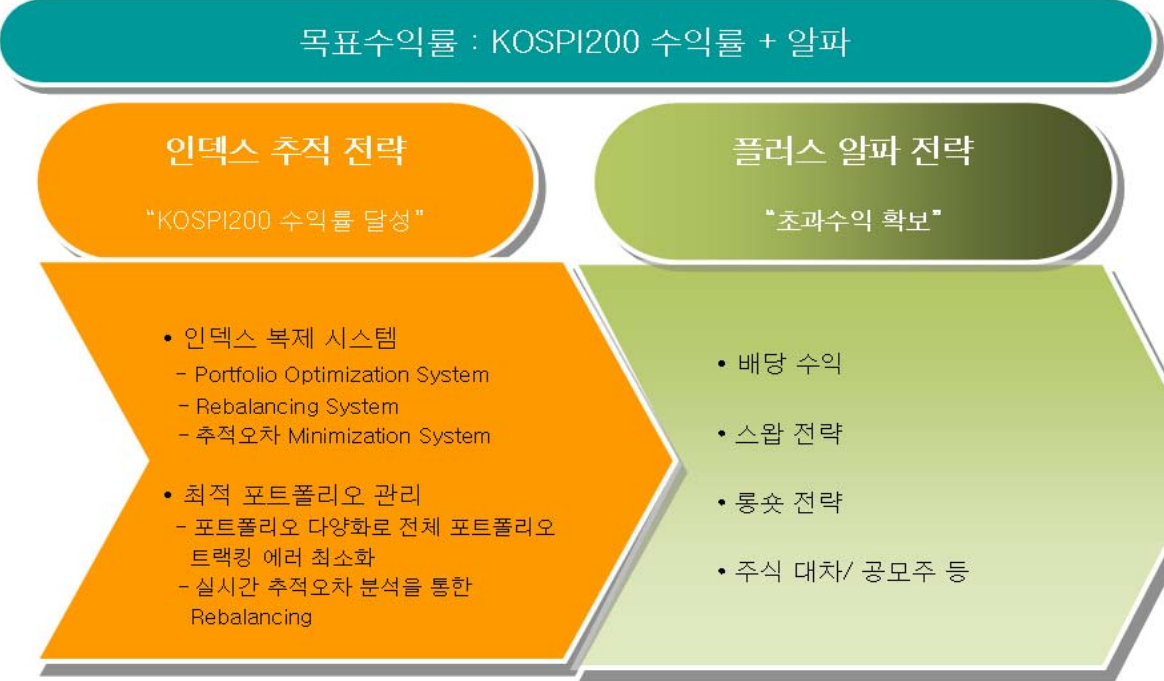 목표수익률 : KOSPI200 수익률 + 알파
인덱스 추적 전략
“KOSPI200 수익률 달성”
• 인덱스 복제 시스템
- Portfolio Optimization System
- Rebalancing System
- 추적오차 Minimization System
• 최적 포트폴리오 관리
- 포트폴리오 다양화로 전체 포트폴리오
트랙킹 에러 최소화
- 실시간 추적오차 분석을 통한
Rebalancing
플러스 알파 전략
“초과수익 확보”
• 배당 수익
• 스왑 전략
• 롱숏 전략
• 주식 대차/ 공모주 등